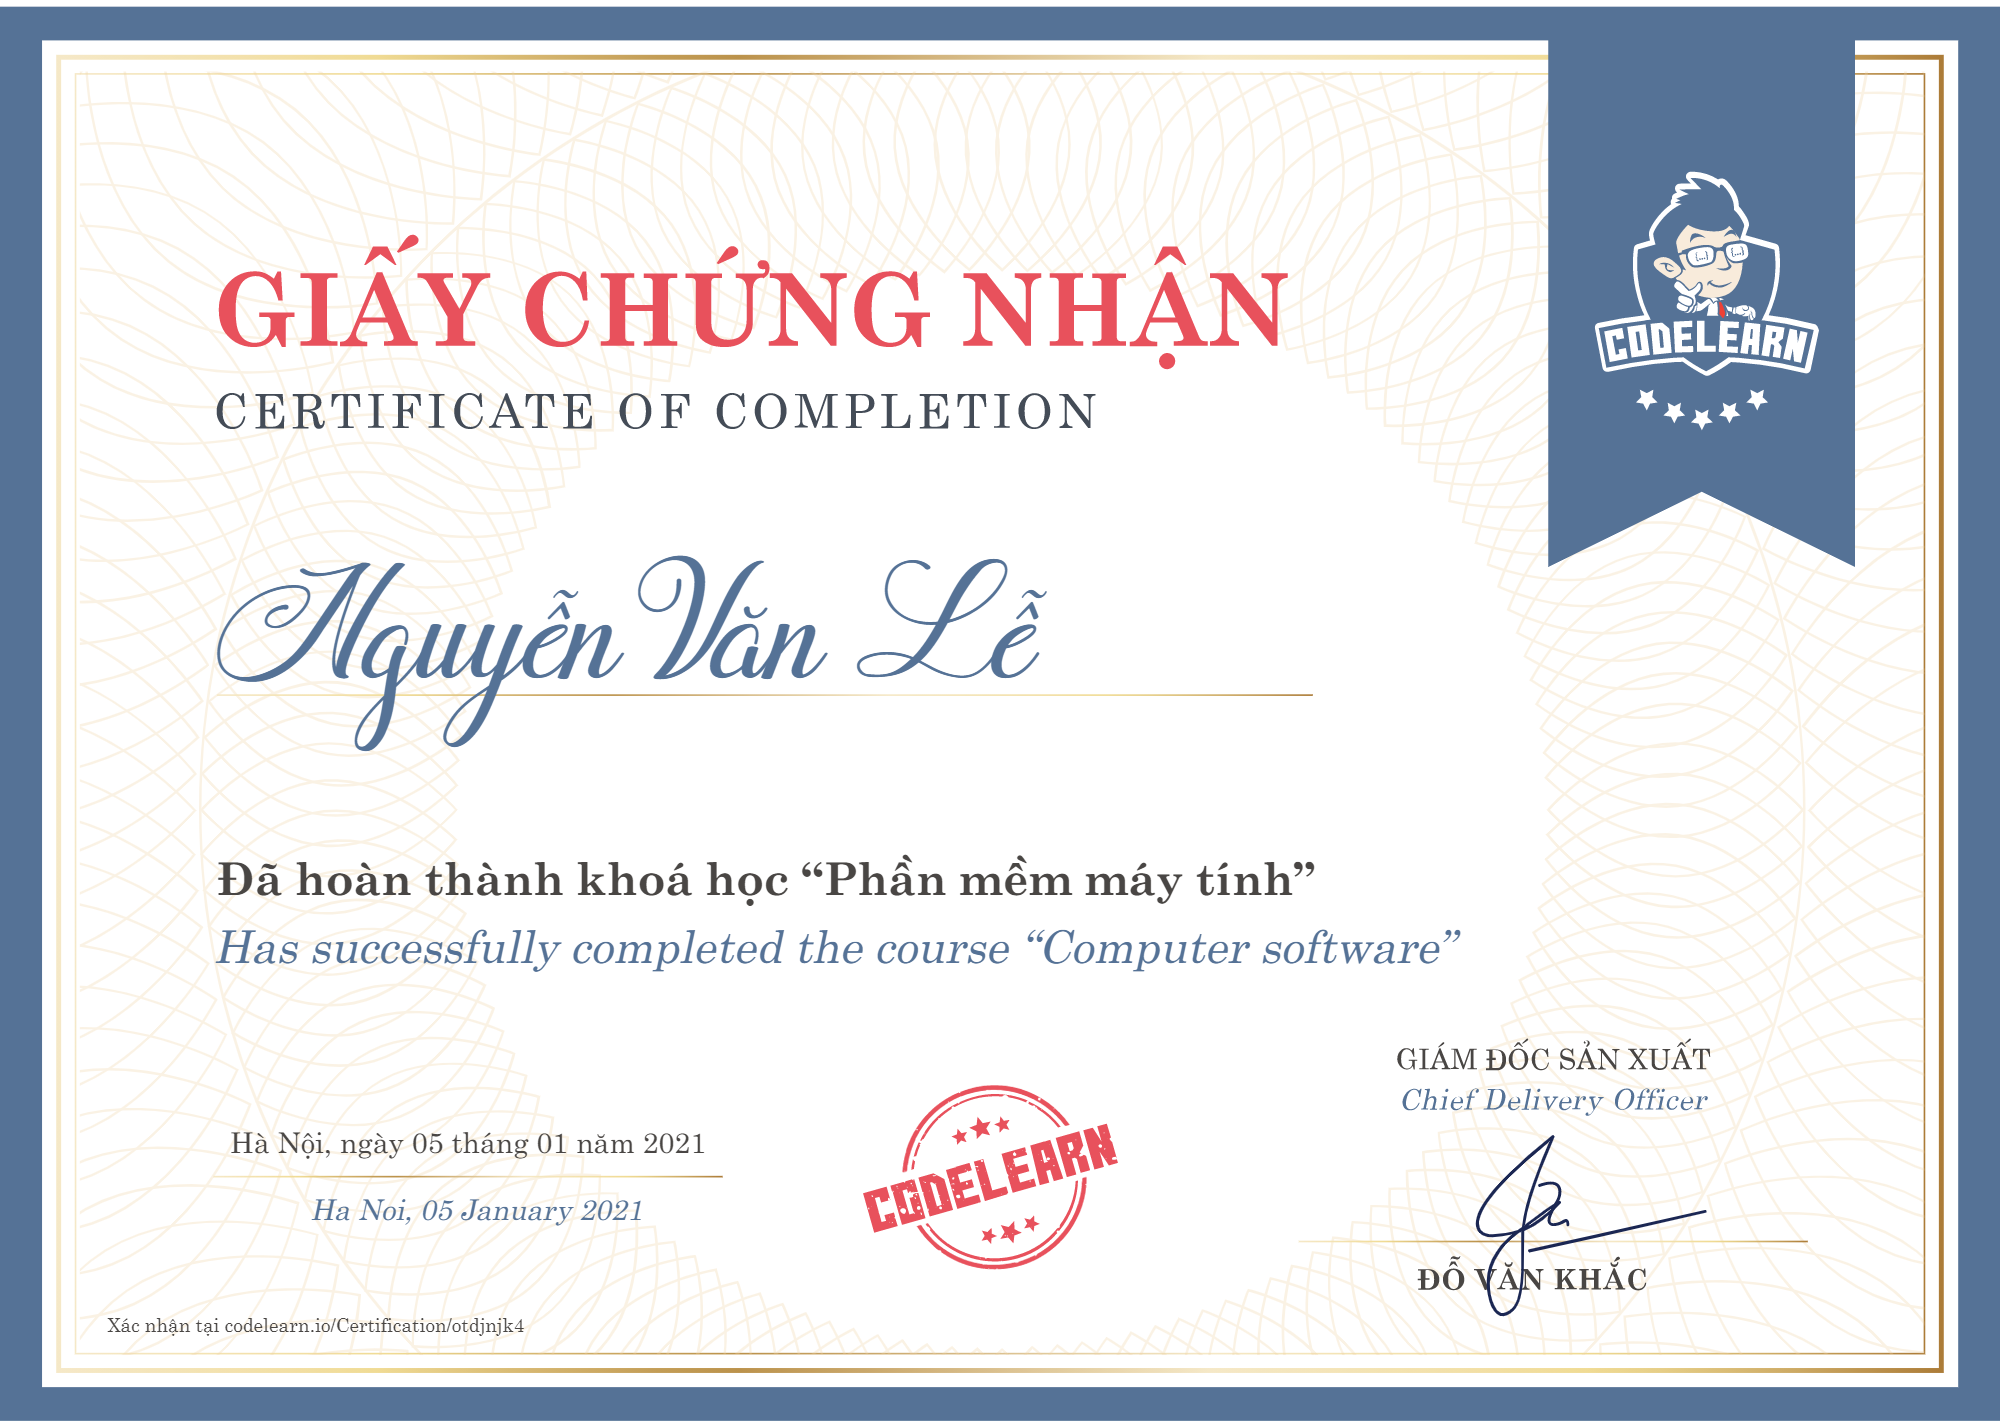 GIẤY CHỨNG NHẬN
CERTIFICATE OF COMPLETION
CODELEARN
Nguyễn Văn Lễ
Đã hoàn thành khoá học “Phần mềm máy tính”
Has successfully completed the course “Computer software”
GIÁM ĐỐC SẢN XUẤT
Chief Delivery Officer
Hà Nội, ngày 05 tháng 01 năm 2021
Ha Noi, 05 January 2021
CODELEARN
ĐỖ VĂN KHẮC
Xác nhận tại codelearn.io/Certification/otdjnjk4